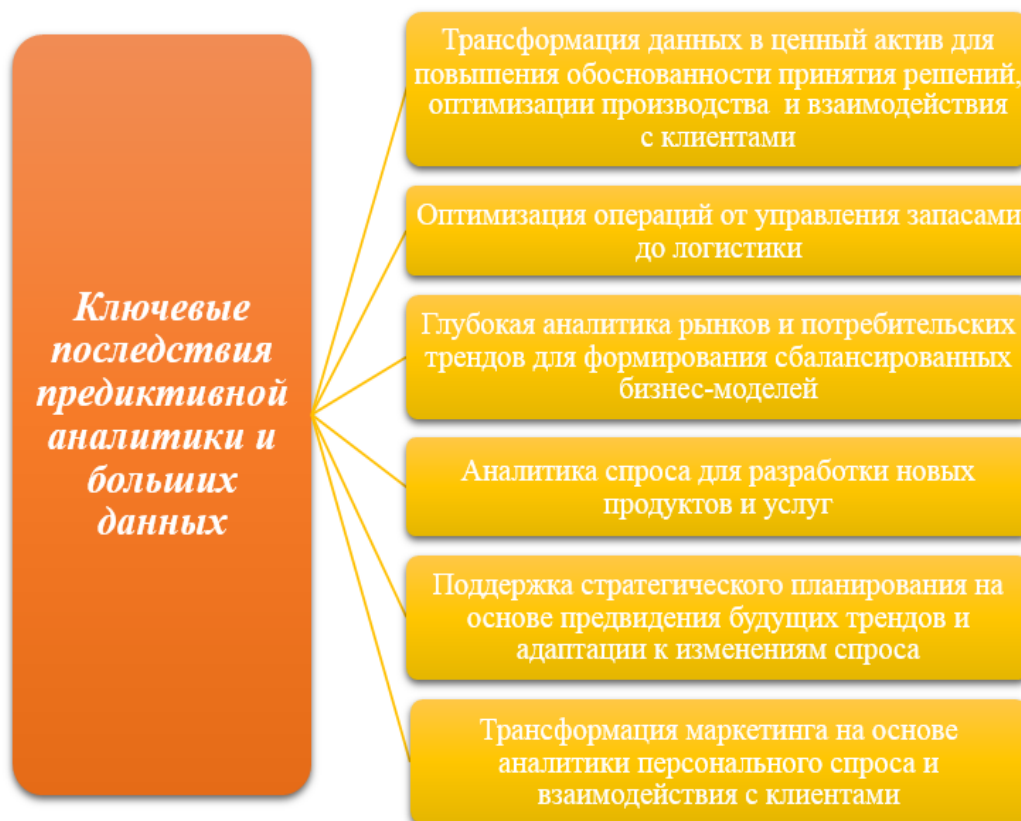 Ключевые
последствия
предиктивной
аналитики и
больших
данных
Трансформация данных в ценный актив для
повышения обоснованности принятия решений,
оптимизации производства и взаимодействия
с клиентами
Оптимизация операций от управления запасами
до логистики
Глубокая аналитика рынков и потребительских
трендов для формирования сбалансированных
бизнес-моделей
Аналитика спроса для разработки новых
продуктов и услуг
Поддержка стратегического планирования на
основе предвидения будущих трендов и
адаптации к изменениям спроса
Трансформация маркетинга на основе
аналитики персонального спроса и
взаимодействия с клиентами